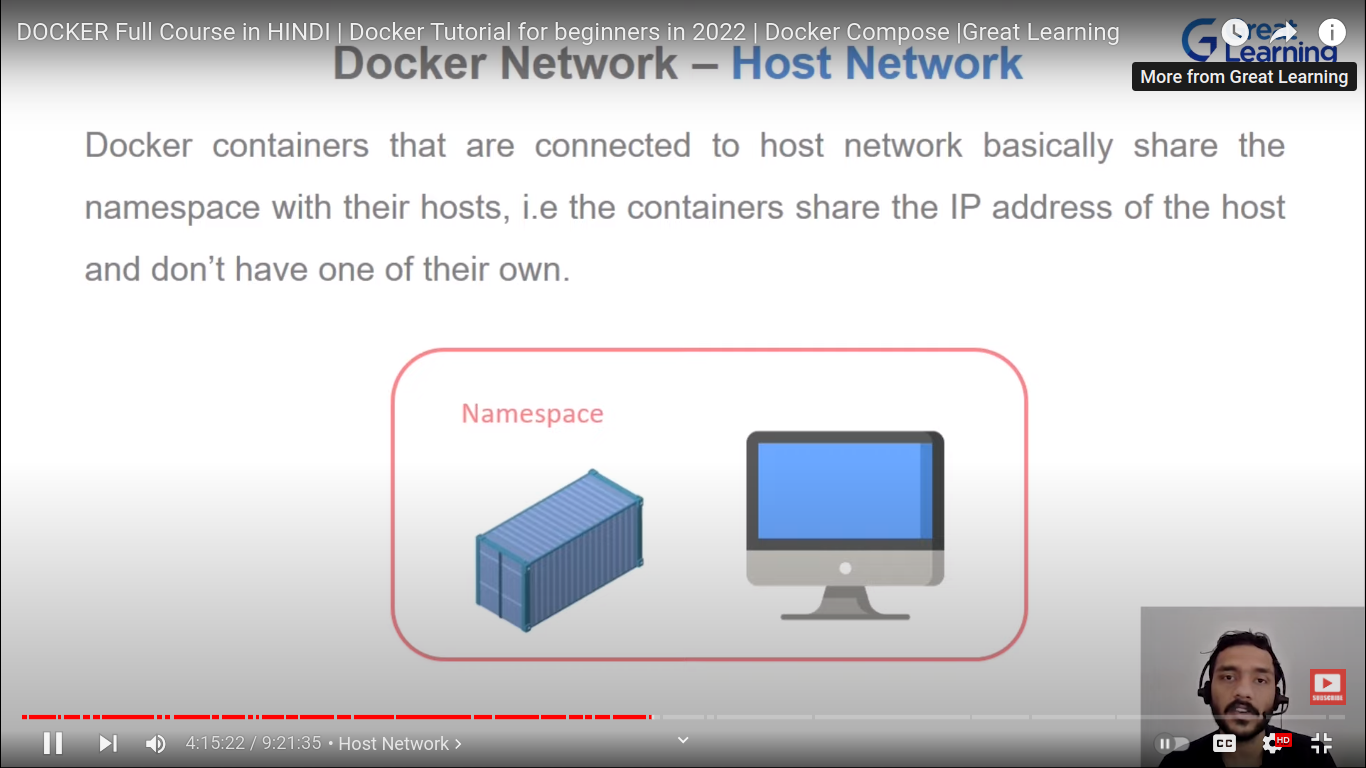 DOCKER Full Course in HINDI | Docker Tutorial for beginners in 2022 | Docker Compose |Great Learning
Great
Learning
Docker Network – Host Network
More from Great Learning
Docker containers that are connected to host network basically share the
namespace with their hosts, i.e the containers share the IP address of the host
and don't have one of their own.
Namespace
SUBSCRIBE
4:15:22 / 9:21:35 • Host Network >
CC
HD